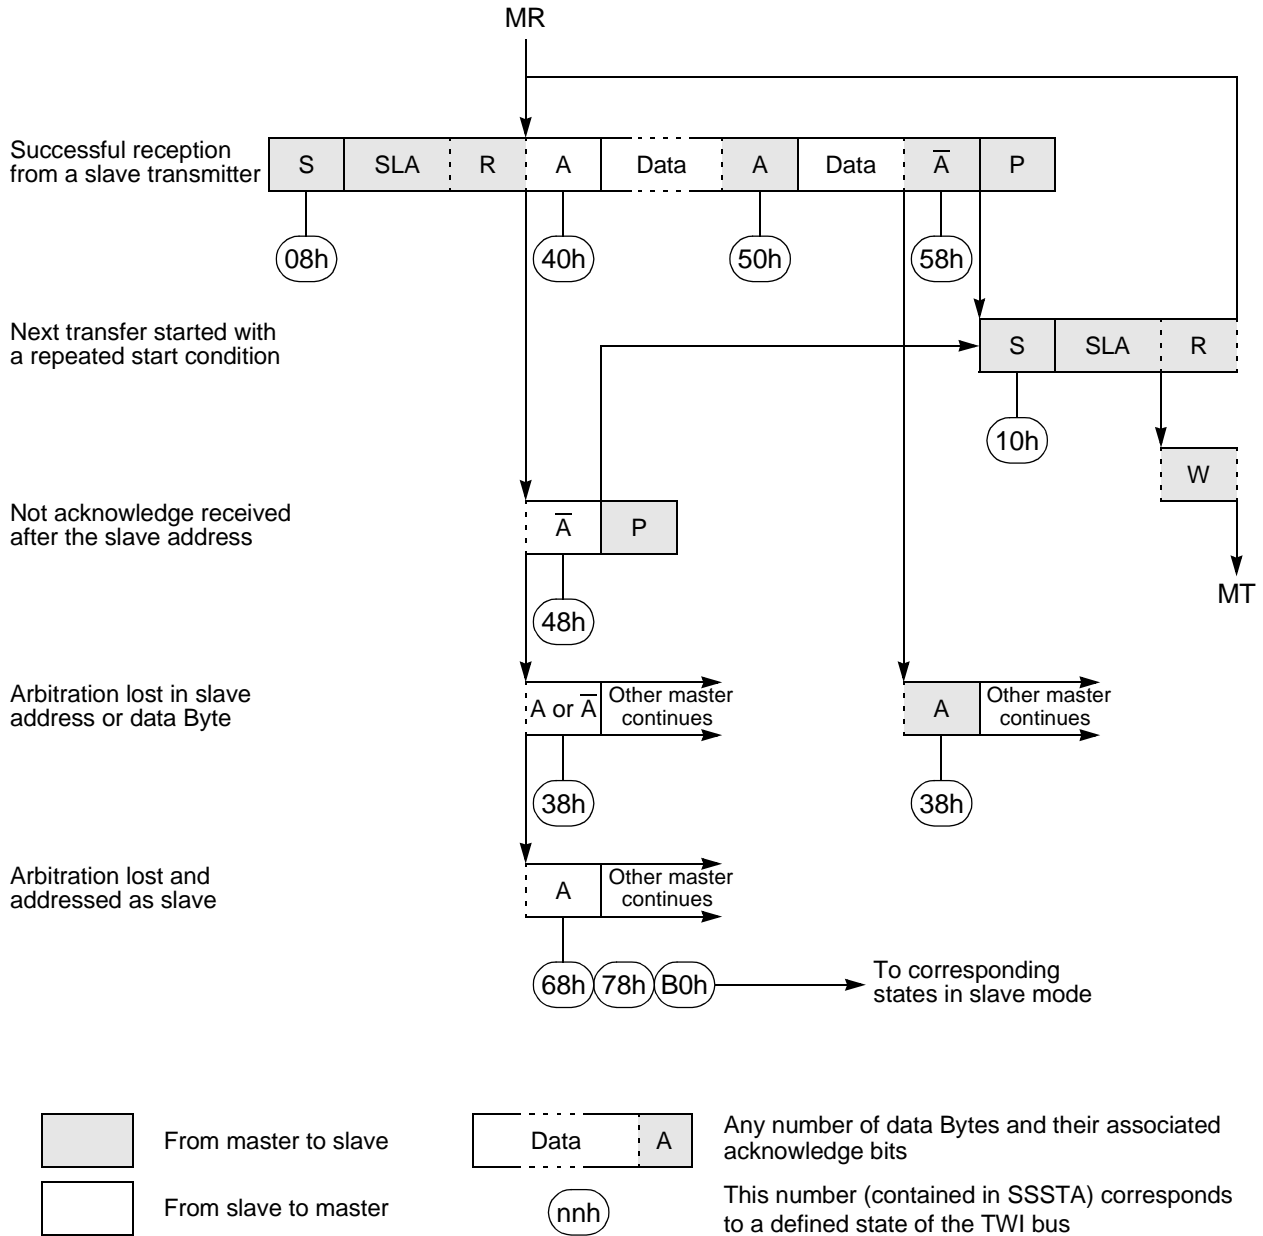 MR
Successful reception
from a slave transmitter
S SLA R A Data A Data A̅ P
08h 40h 50h 58h
Next transfer started with
a repeated start condition
S SLA R
10h
W
MT
Not acknowledge received
after the slave address
A̅ P
48h
Arbitration lost in slave
address or data Byte
A or A̅
Other master
continues
A
Other master
continues
38h 38h
Arbitration lost and
addressed as slave
A
Other master
continues
68h 78h B0h
To corresponding
states in slave mode
From master to slave
From slave to master
Data A
Any number of data Bytes and their associated
acknowledge bits
nnh
This number (contained in SSSTA) corresponds
to a defined state of the TWI bus